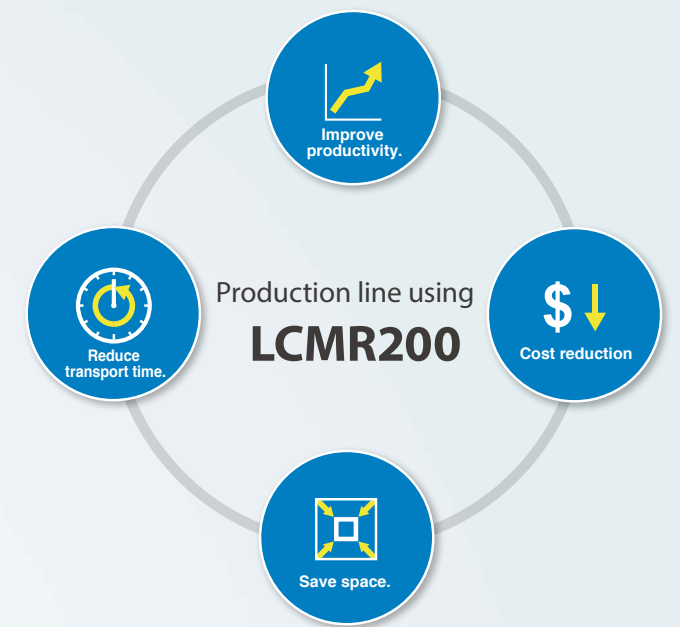 Improve
productivity.
Production line using
LCMR200
$
Cost reduction
Reduce
transport time.
Save space.